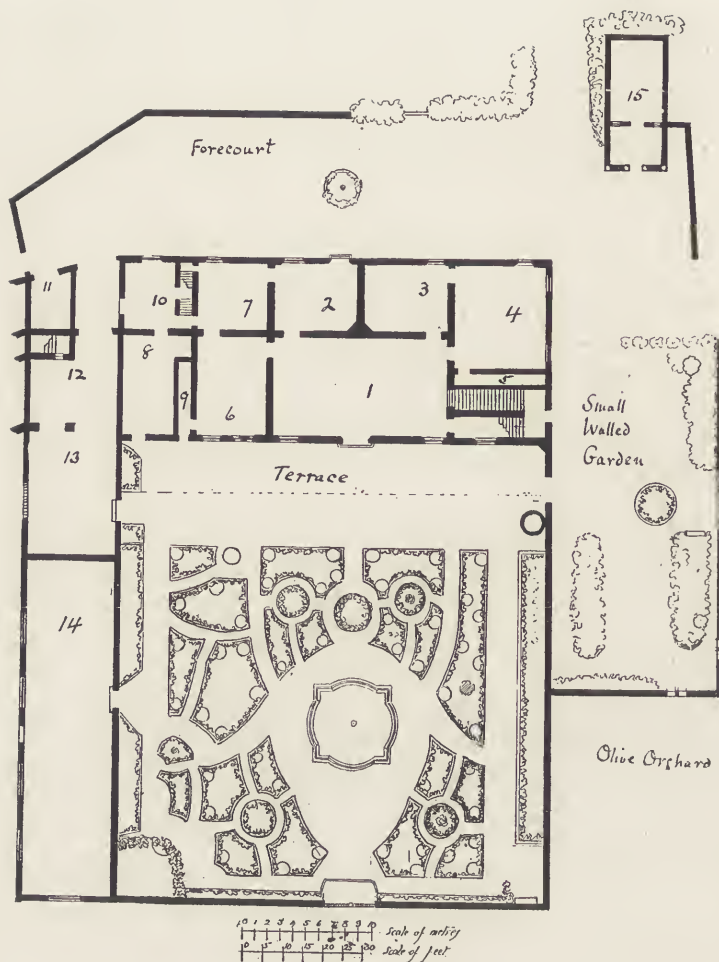 15
Forecourt
11
10
7
2
3
4
8
12
9
6
1
5
Small
Walled
Garden
13
Terrace
14
Olive Orchard
0 1 2 3 4 5 6 7 8 9 10
Scale of metres
0 5 10 15 20 25 30
Scale of feet